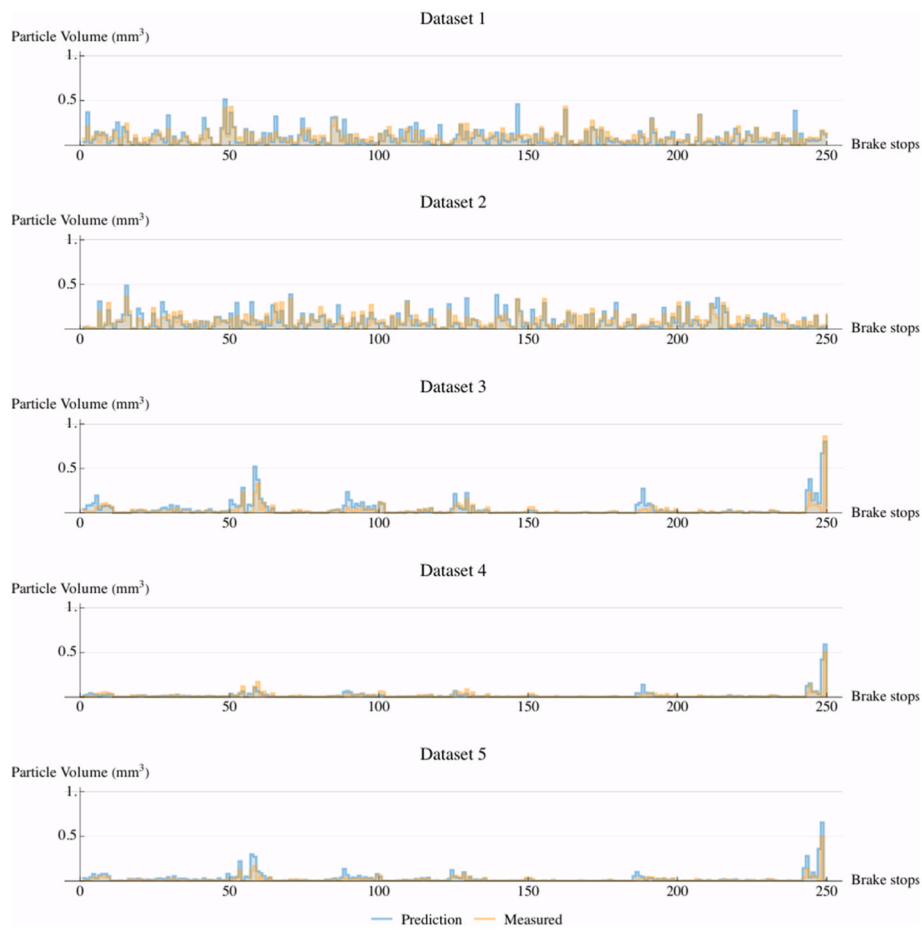 Dataset 1
Particle Volume (mm³)
1.
0.5
0 50 100 150 200 250 Brake stops
Dataset 2
Particle Volume (mm³)
1.
0.5
0 50 100 150 200 250 Brake stops
Dataset 3
Particle Volume (mm³)
1.
0.5
0 50 100 150 200 250 Brake stops
Dataset 4
Particle Volume (mm³)
1.
0.5
0 50 100 150 200 250 Brake stops
Dataset 5
Particle Volume (mm³)
1.
0.5
0 50 100 150 200 250 Brake stops
Prediction Measured